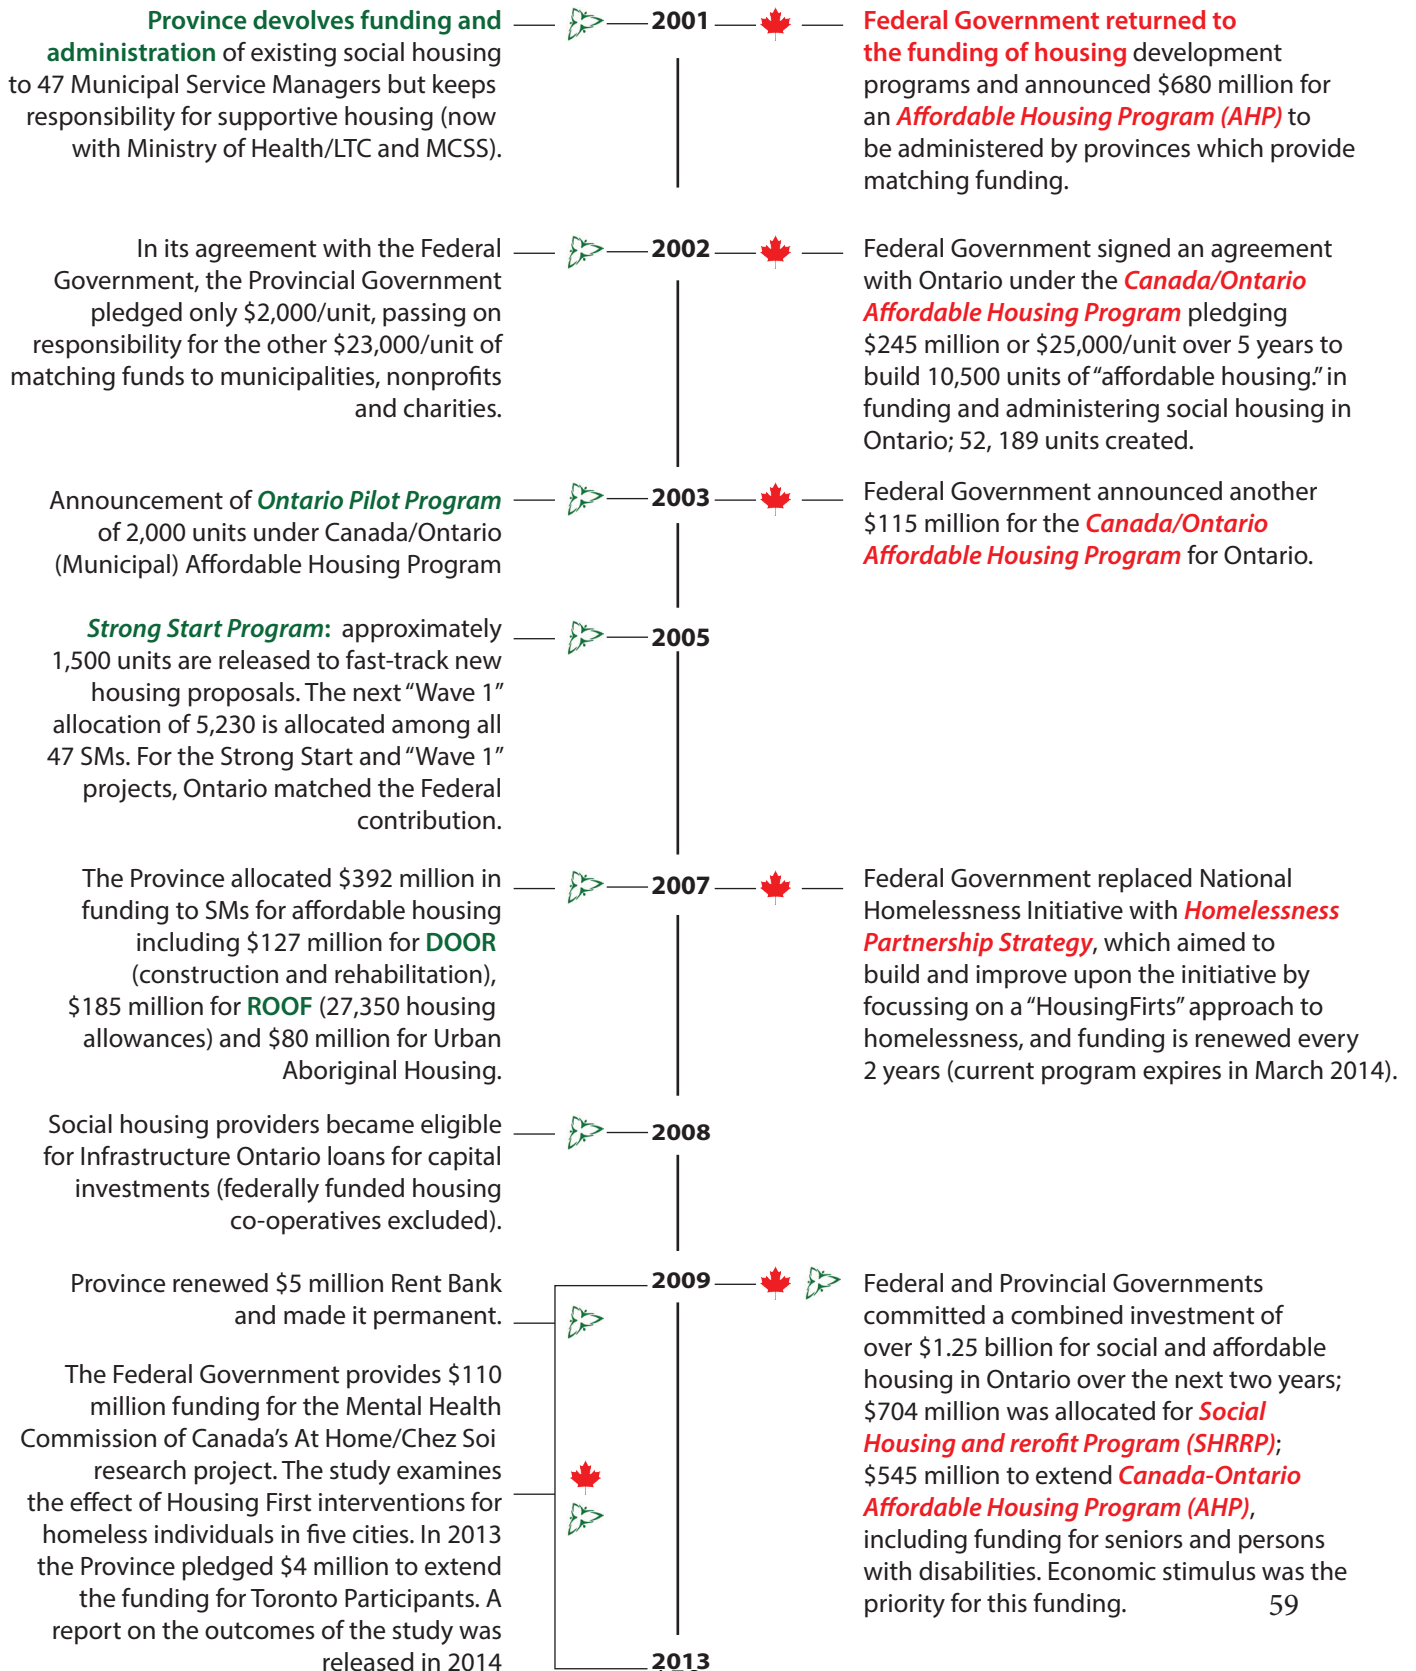 Province devolves funding and
administration of existing social housing
to 47 Municipal Service Managers but keeps
responsibility for supportive housing (now
with Ministry of Health/LTC and MCSS).
2001
Federal Government returned to
the funding of housing development
programs and announced $680 million for
an Affordable Housing Program (AHP) to
be administered by provinces which provide
matching funding.
In its agreement with the Federal
Government, the Provincial Government
pledged only $2,000/unit, passing on
responsibility for the other $23,000/unit of
matching funds to municipalities, nonprofits
and charities.
2002
Federal Government signed an agreement
with Ontario under the Canada/Ontario
Affordable Housing Program pledging
$245 million or $25,000/unit over 5 years to
build 10,500 units of “affordable housing.” in
funding and administering social housing in
Ontario; 52, 189 units created.
Announcement of Ontario Pilot Program
of 2,000 units under Canada/Ontario
(Municipal) Affordable Housing Program
2003
Federal Government announced another
$115 million for the Canada/Ontario
Affordable Housing Program for Ontario.
Strong Start Program: approximately
1,500 units are released to fast-track new
housing proposals. The next “Wave 1”
allocation of 5,230 is allocated among all
47 SMs. For the Strong Start and “Wave 1”
projects, Ontario matched the Federal
contribution.
2005
The Province allocated $392 million in
funding to SMs for affordable housing
including $127 million for DOOR
(construction and rehabilitation),
$185 million for ROOF (27,350 housing
allowances) and $80 million for Urban
Aboriginal Housing.
2007
Federal Government replaced National
Homelessness Initiative with Homelessness
Partnership Strategy, which aimed to
build and improve upon the initiative by
focussing on a “HousingFirts” approach to
homelessness, and funding is renewed every
2 years (current program expires in March 2014).
Social housing providers became eligible
for Infrastructure Ontario loans for capital
investments (federally funded housing
co-operatives excluded).
2008
Province renewed $5 million Rent Bank
and made it permanent.
The Federal Government provides $110
million funding for the Mental Health
Commission of Canada’s At Home/Chez Soi
research project. The study examines
the effect of Housing First interventions for
homeless individuals in five cities. In 2013
the Province pledged $4 million to extend
the funding for Toronto Participants. A
report on the outcomes of the study was
released in 2014
2009
Federal and Provincial Governments
committed a combined investment of
over $1.25 billion for social and affordable
housing in Ontario over the next two years;
$704 million was allocated for Social
Housing and rerofit Program (SHRRP);
$545 million to extend Canada-Ontario
Affordable Housing Program (AHP),
including funding for seniors and persons
with disabilities. Economic stimulus was the
priority for this funding.
59
2013